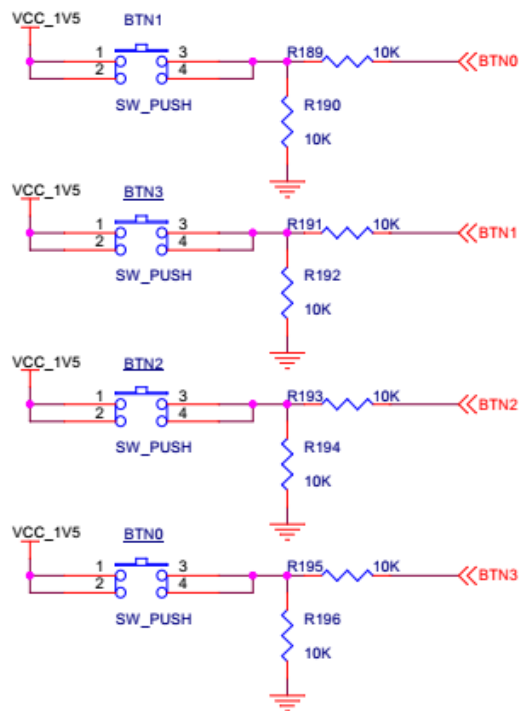 VCC_1V5 BTN1
1 3 R189 10K BTN0
2 4
SW_PUSH R190
10K
VCC_1V5 BTN3
1 3 R191 10K BTN1
2 4
SW_PUSH R192
10K
VCC_1V5 BTN2
1 3 R193 10K BTN2
2 4
SW_PUSH R194
10K
VCC_1V5 BTN0
1 3 R195 10K BTN3
2 4
SW_PUSH R196
10K